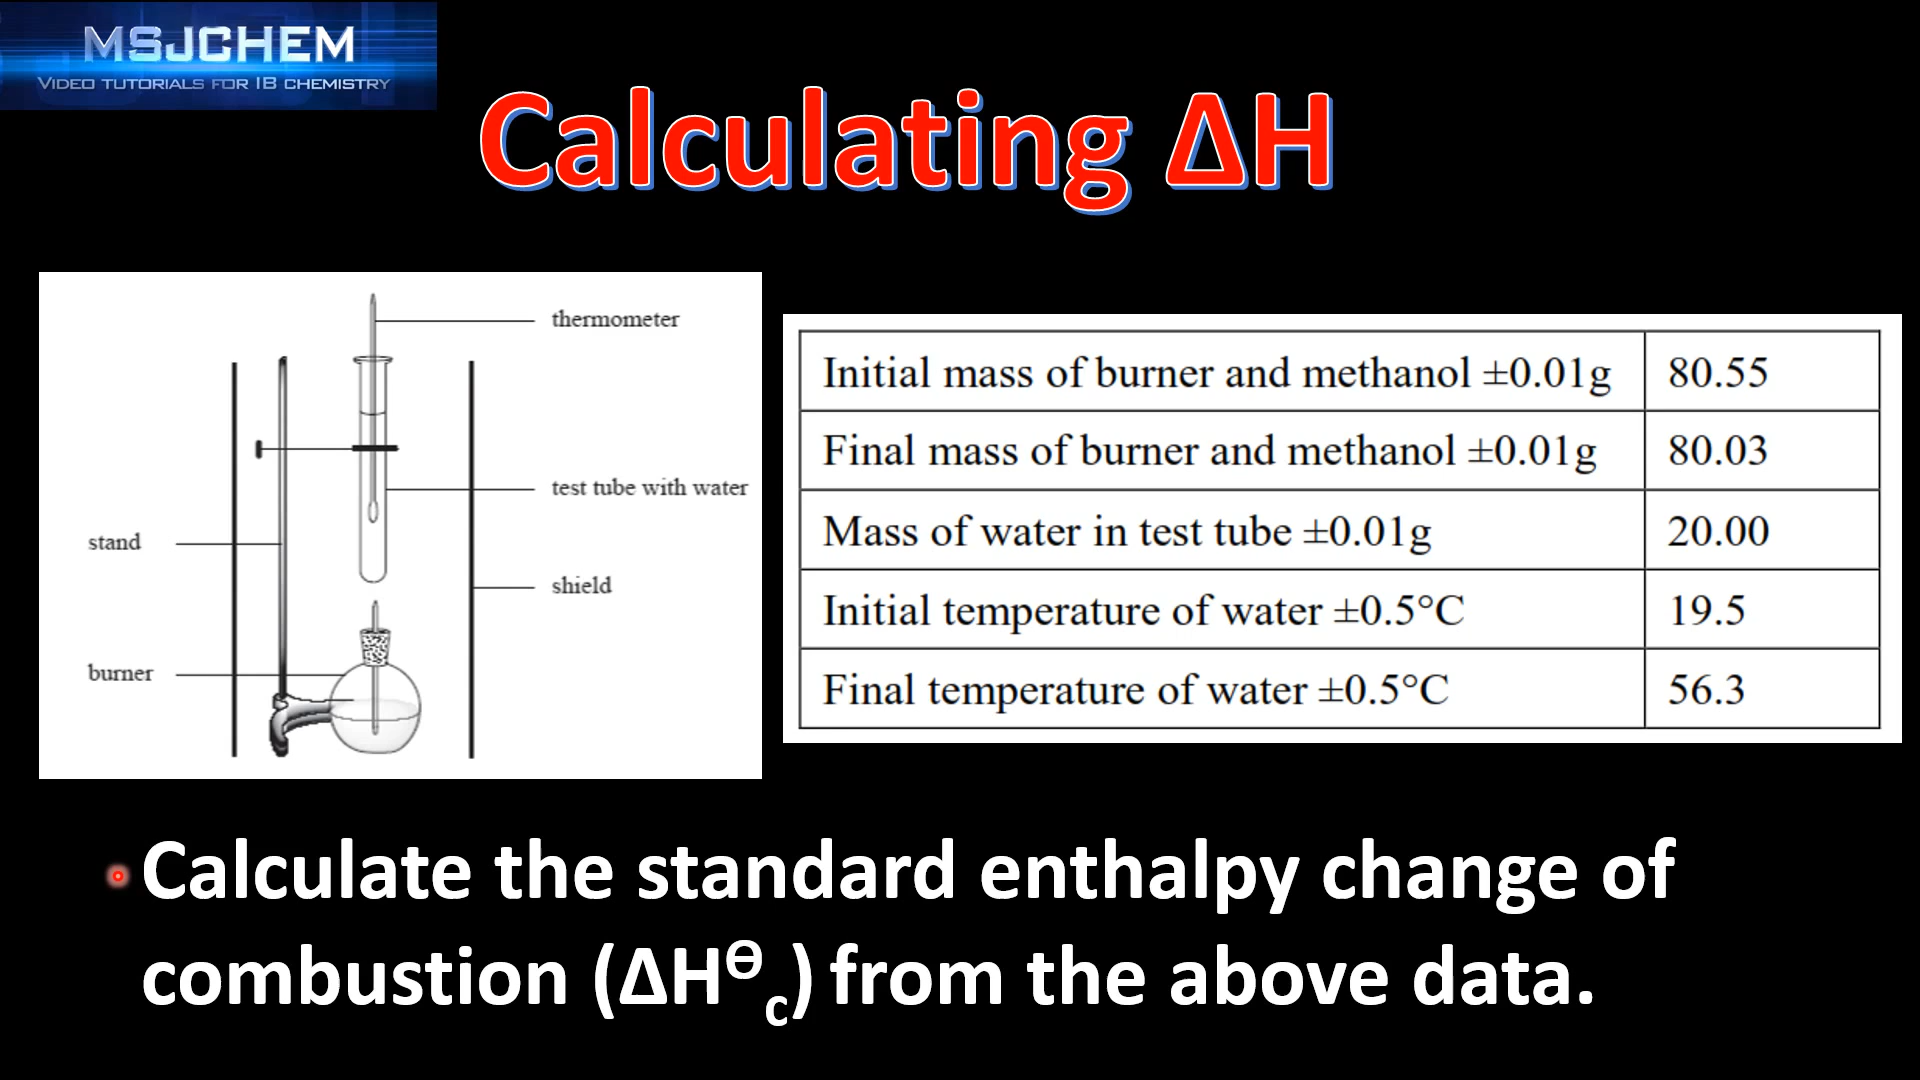 MSJCHEM
VIDEO TUTORIALS FOR IB CHEMISTRY
Calculating ΔH
thermometer
test tube with water
stand
shield
burner
Initial mass of burner and methanol ±0.01g 80.55
Final mass of burner and methanol ±0.01g 80.03
Mass of water in test tube ±0.01g 20.00
Initial temperature of water ±0.5°C 19.5
Final temperature of water ±0.5°C 56.3
• Calculate the standard enthalpy change of
combustion (ΔH^Θ_c) from the above data.